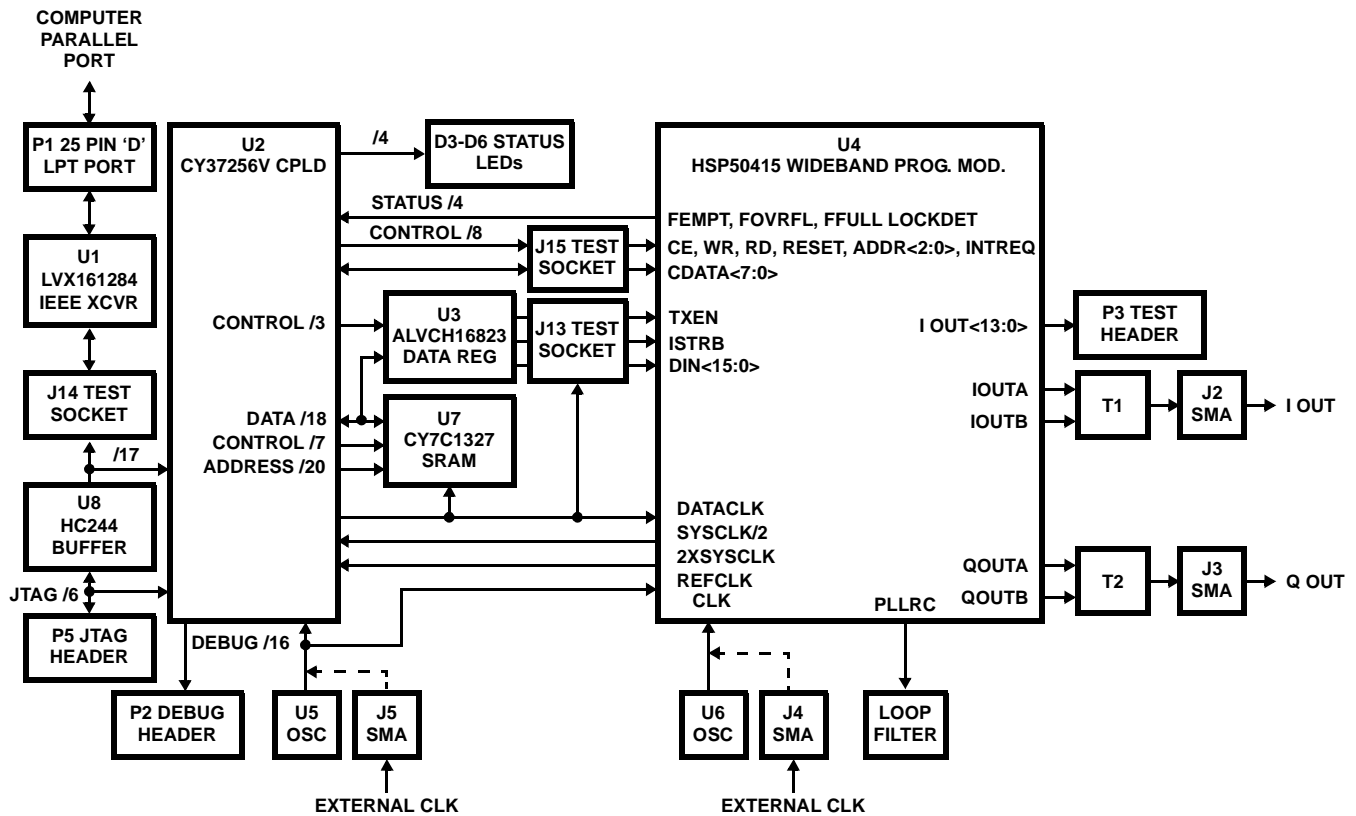 COMPUTER
PARALLEL
PORT
P1 25 PIN ‘D’
LPT PORT
U1
LVX161284
IEEE XCVR
J14 TEST
SOCKET
/17
U8
HC244
BUFFER
JTAG /6
P5 JTAG
HEADER
U2
CY37256V CPLD
/4
D3-D6 STATUS
LEDs
STATUS /4
CONTROL /8
J15 TEST
SOCKET
CONTROL /3
U3
ALVCH16823
DATA REG
J13 TEST
SOCKET
DATA /18
CONTROL /7
ADDRESS /20
U7
CY7C1327
SRAM
DEBUG /16
P2 DEBUG
HEADER
U5
OSC
J5
SMA
EXTERNAL CLK
U4
HSP50415 WIDEBAND PROG. MOD.
FEMPT, FOVRFL, FFULL LOCKDET
CE, WR, RD, RESET, ADDR<2:0>, INTREQ
CDATA<7:0>
TXEN
ISTRB
DIN<15:0>
DATACLK
SYSCLK/2
2XSYSCLK
REFCLK
CLK
PLLRC
I OUT<13:0>
IOUTA
IOUTB
QOUTA
QOUTB
P3 TEST
HEADER
T1
J2
SMA
I OUT
T2
J3
SMA
Q OUT
U6
OSC
J4
SMA
EXTERNAL CLK
LOOP
FILTER